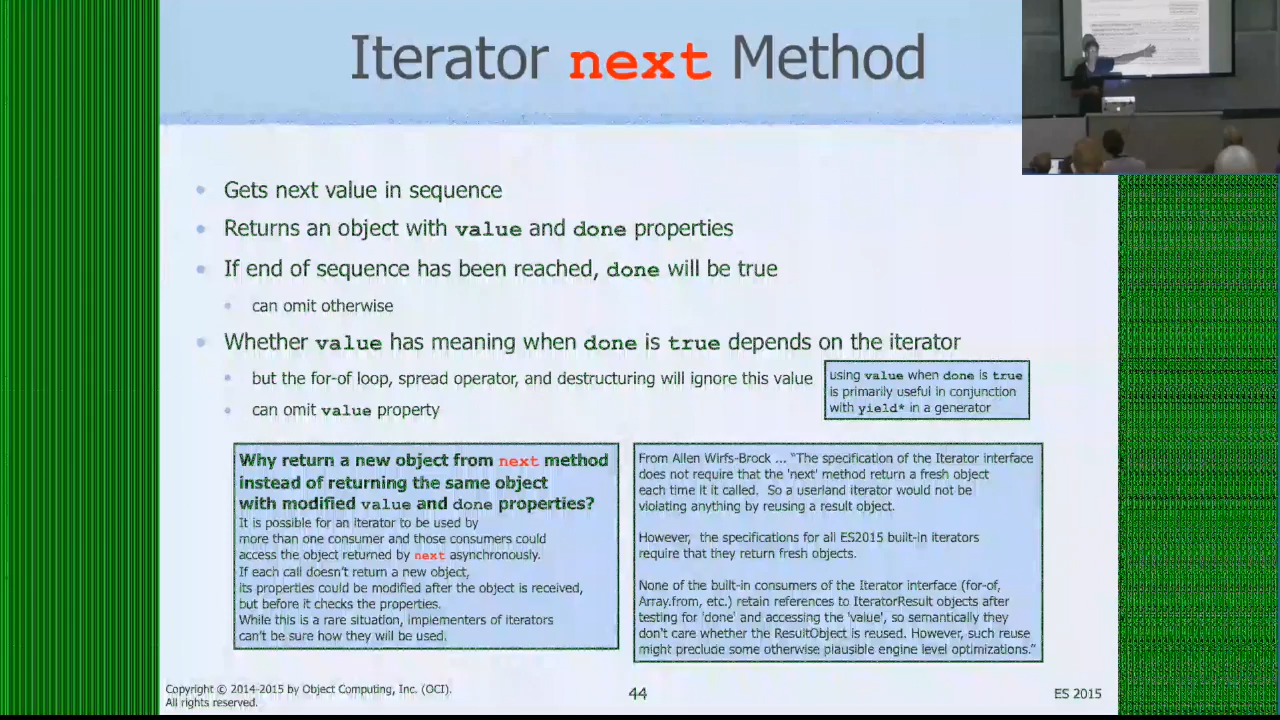 Iterator next Method
Gets next value in sequence
Returns an object with value and done properties
If end of sequence has been reached, done will be true
can omit otherwise
Whether value has meaning when done is true depends on the iterator
but the for-of loop, spread operator, and destructuring will ignore this value
can omit value property
using value when done is true
is primarily useful in conjunction
with yield* in a generator
Why return a new object from next method
instead of returning the same object
with modified value and done properties?
It is possible for an iterator to be used by
more than one consumer and those consumers could
access the object returned by next asynchronously.
If each call doesn't return a new object,
its properties could be modified after the object is received,
but before it checks the properties.
While this is a rare situation, implementers of iterators
can't be sure how they will be used.
From Allen Wirfs-Brock ... "The specification of the Iterator interface
does not require that the 'next' method return a fresh object
each time it it called. So a userland iterator would not be
violating anything by reusing a result object.
However, the specifications for all ES2015 built-in iterators
require that they return fresh objects.
None of the built-in consumers of the Iterator interface (for-of,
Array.from, etc.) retain references to IteratorResult objects after
testing for 'done' and accessing the 'value', so semantically they
don't care whether the ResultObject is reused. However, such reuse
might preclude some otherwise plausible engine level optimizations."
Copyright © 2014-2015 by Object Computing, Inc. (OCI).
All rights reserved.
44
ES 2015